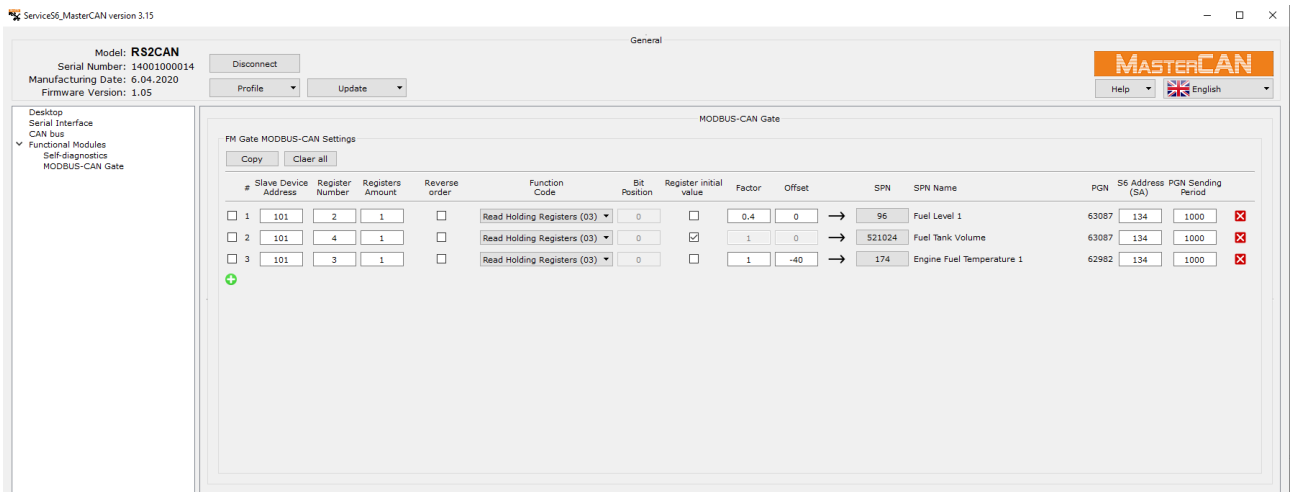 ServiceS6_MasterCAN version 3.15
General
Model: RS2CAN
Serial Number: 14001000014
Manufacturing Date: 6.04.2020
Firmware Version: 1.05
Disconnect
Profile Update
MASTERCAN
Help English
Desktop
Serial Interface
CAN bus
Functional Modules
Self-diagnostics
MODBUS-CAN Gate
MODBUS-CAN Gate
FM Gate MODBUS-CAN Settings
Copy Claer all
# Slave Device Address Register Number Registers Amount Reverse order Function Code Bit Position Register initial value Factor Offset SPN SPN Name PGN S6 Address (SA) PGN Sending Period
1 101 2 1 Read Holding Registers (03) 0 0.4 0 → 96 Fuel Level 1 63087 134 1000
2 101 4 1 Read Holding Registers (03) 0 1 0 → 521024 Fuel Tank Volume 63087 134 1000
3 101 3 1 Read Holding Registers (03) 0 1 -40 → 174 Engine Fuel Temperature 1 62982 134 1000